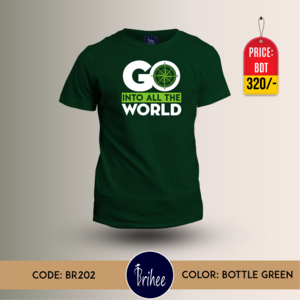 PRICE:
BDT
320/-
GO
INTO ALL THE
WORLD
CODE: BR202
Brihee
COLOR: BOTTLE GREEN